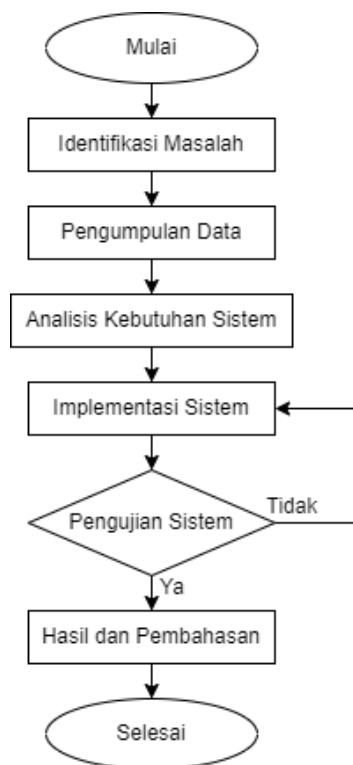 Mulai
Identifikasi Masalah
Pengumpulan Data
Analisis Kebutuhan Sistem
Implementasi Sistem
Pengujian Sistem
Tidak
Ya
Hasil dan Pembahasan
Selesai